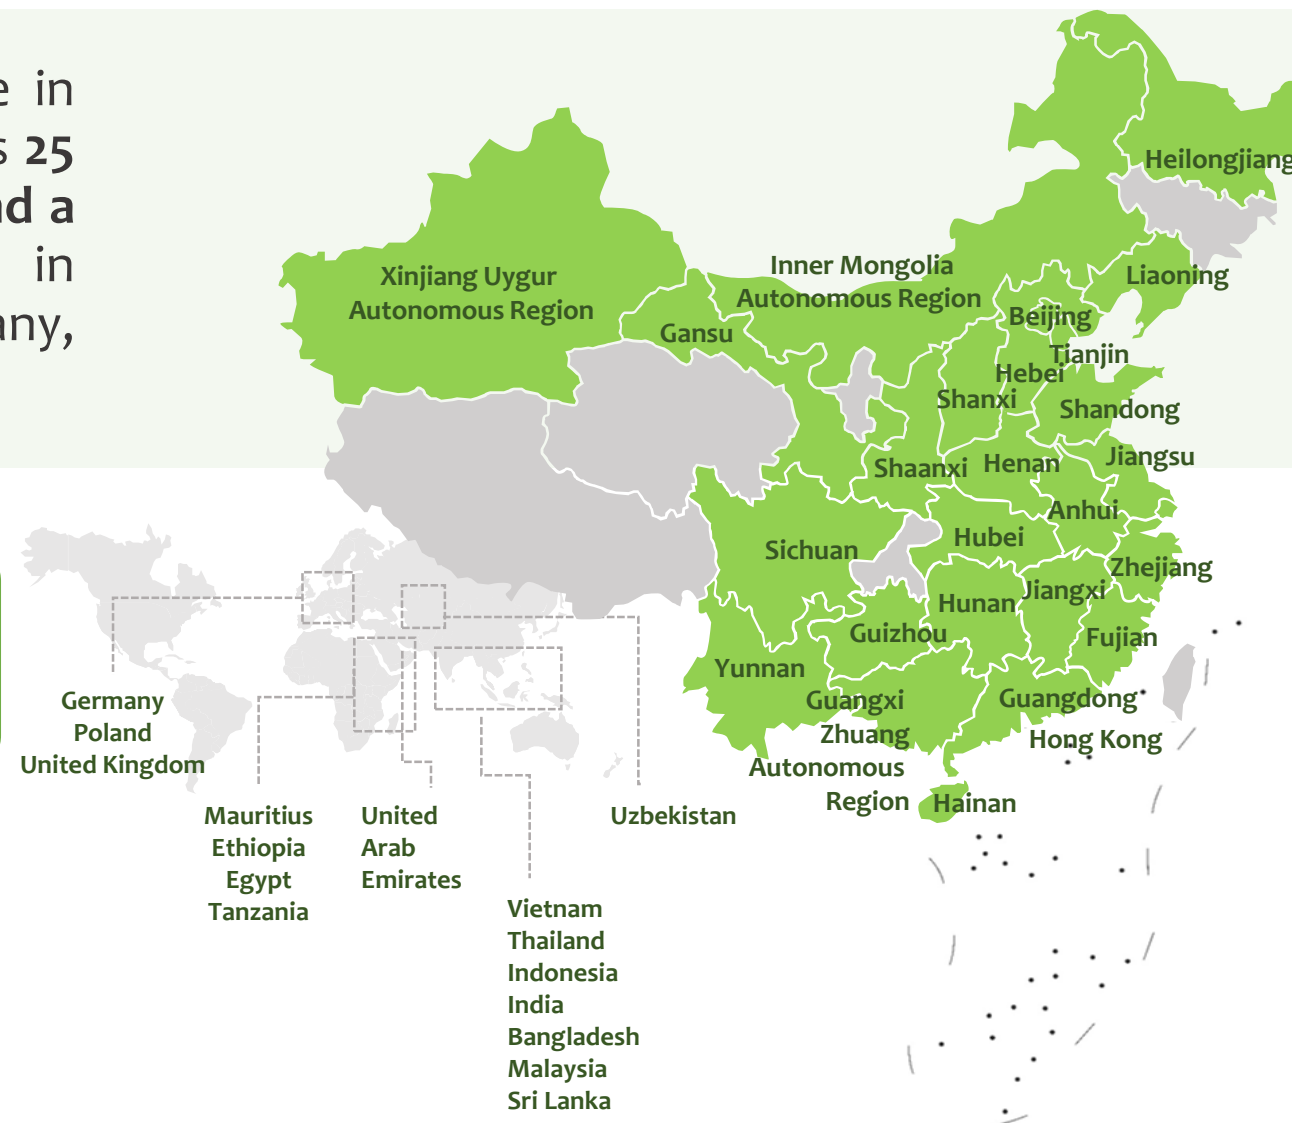 e in
s 25
nd a
in
any,
Heilongjiang
Liaoning
Inner Mongolia
Autonomous Region
Xinjiang Uygur
Autonomous Region
Gansu
Beijing
Tianjin
Hebei
Shanxi
Shandong
Shaanxi
Henan
Jiangsu
Anhui
Hubei
Sichuan
Zhejiang
Hunan
Jiangxi
Guizhou
Fujian
Yunnan
Guangxi
Zhuang
Autonomous
Region
Guangdong
Hong Kong
Hainan
Germany
Poland
United Kingdom
Mauritius
Ethiopia
Egypt
Tanzania
United
Arab
Emirates
Uzbekistan
Vietnam
Thailand
Indonesia
India
Bangladesh
Malaysia
Sri Lanka